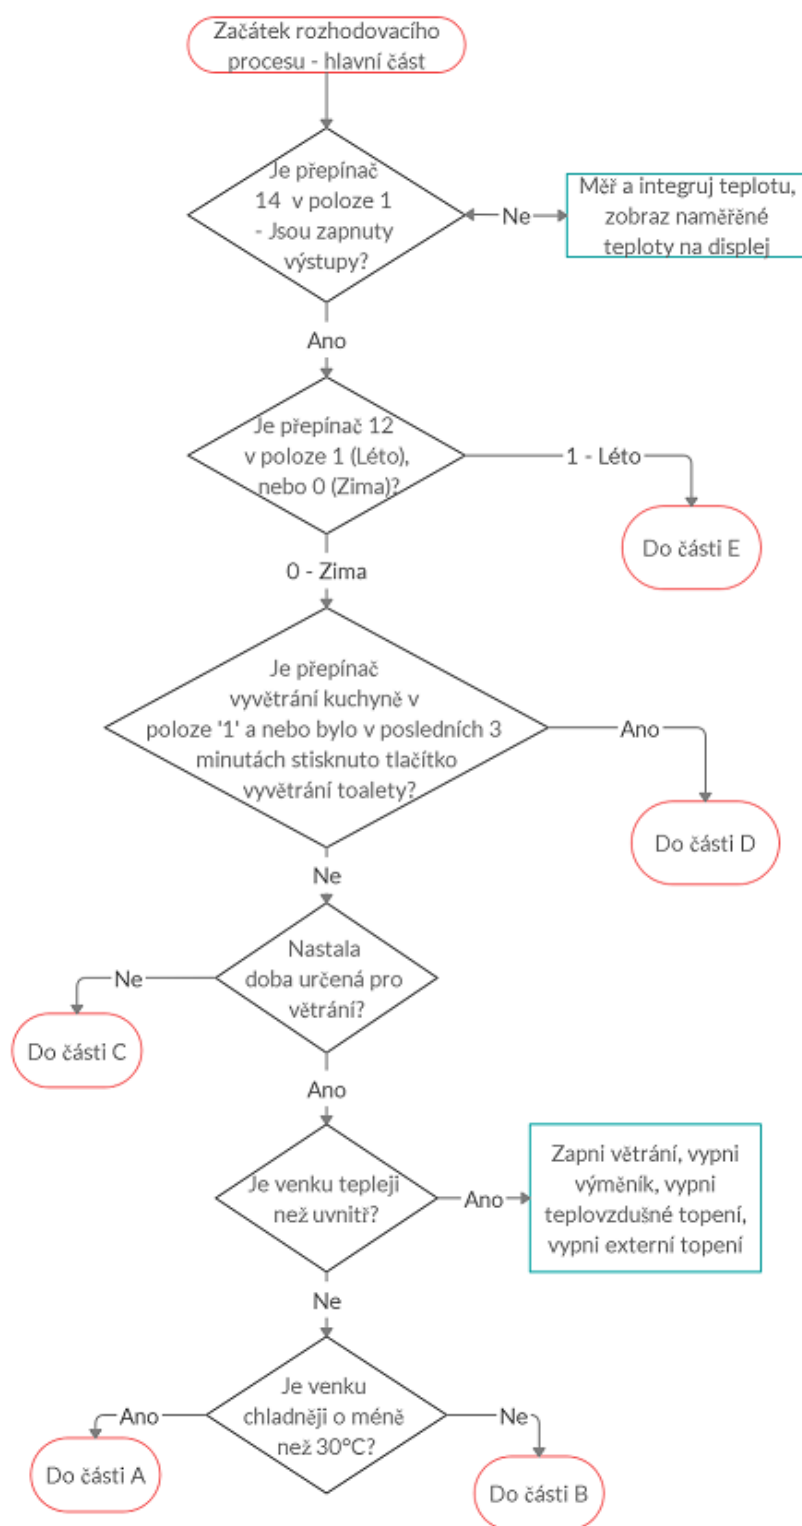 Začátek rozhodovacího
procesu - hlavní část
Je přepínač
14 v poloze 1
- Jsou zapnuty
výstupy?
Ne
Měř a integruj teplotu,
zobraz naměřěné
teploty na displej
Ano
Je přepínač 12
v poloze 1 (Léto),
nebo 0 (Zima)?
1 - Léto
Do části E
0 - Zima
Je přepínač
vyvětrání kuchyně v
poloze '1' a nebo bylo v posledních 3
minutách stisknuto tlačítko
vyvětrání toalety?
Ano
Do části D
Ne
Nastala
doba určená pro
větrání?
Ne
Do části C
Ano
Je venku tepleji
než uvnitř?
Ano
Zapni větrání, vypni
výměník, vypni
teplovzdušné topení,
vypni externí topení
Ne
Je venku
chladněji o méně
než 30°C?
Ano
Do části A
Ne
Do části B